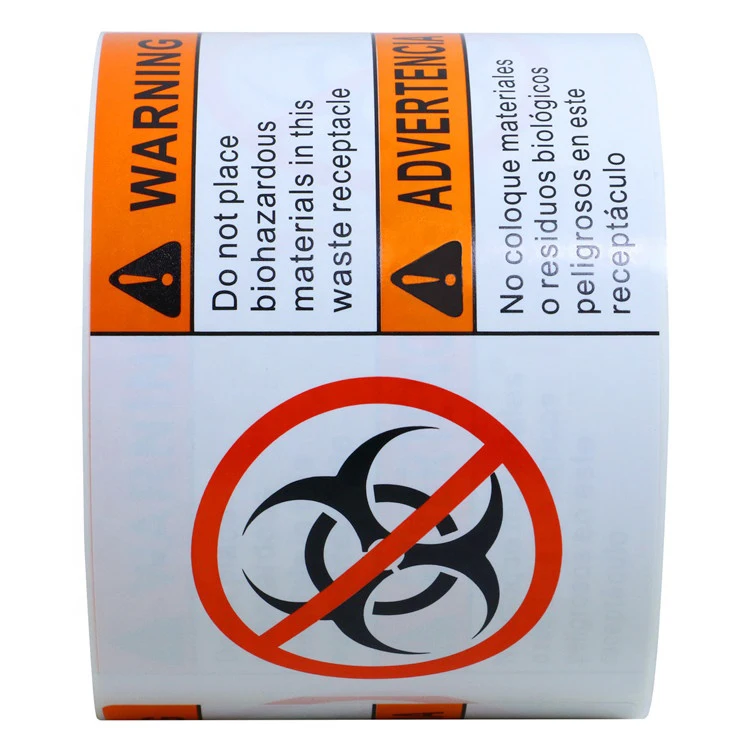 WARNING
Do not place
biohazardous
materials in this
waste receptacle
ADVERTENCIA
No coloque materiales
o residuos biológicos
peligrosos en este
receptáculo